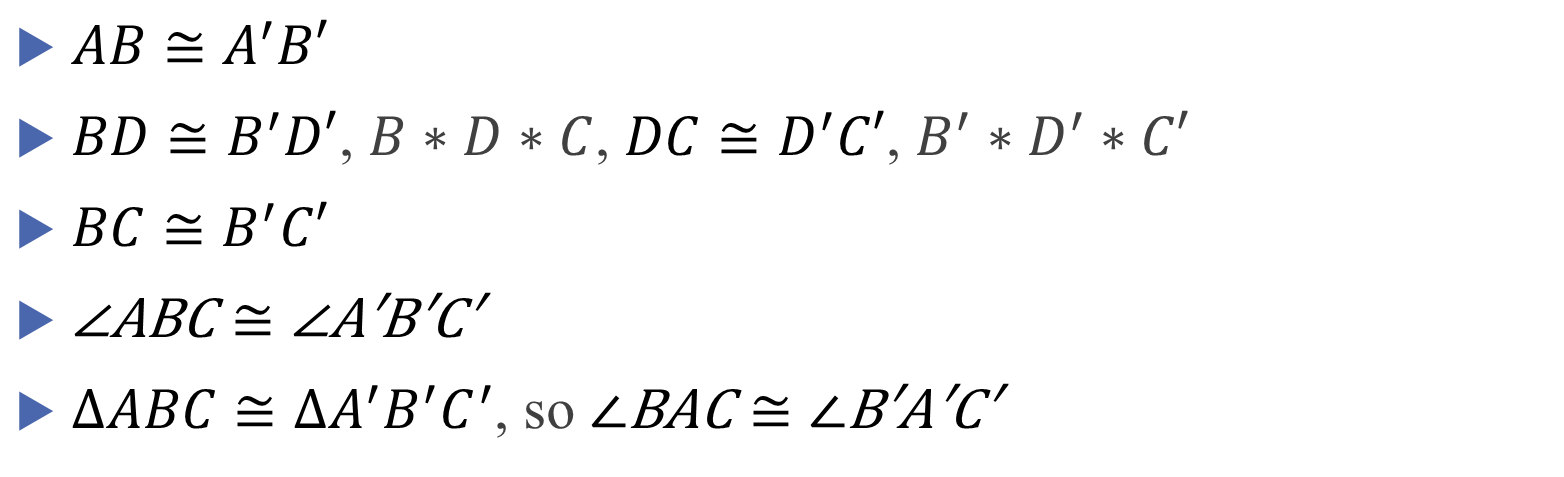 ▶ AB ≅ A′B′
▶ BD ≅ B′D′, B ∗ D ∗ C, DC ≅ D′C′, B′ ∗ D′ ∗ C′
▶ BC ≅ B′C′
▶ ∠ABC ≅ ∠A′B′C′
▶ ΔABC ≅ ΔA′B′C′, so ∠BAC ≅ ∠B′A′C′